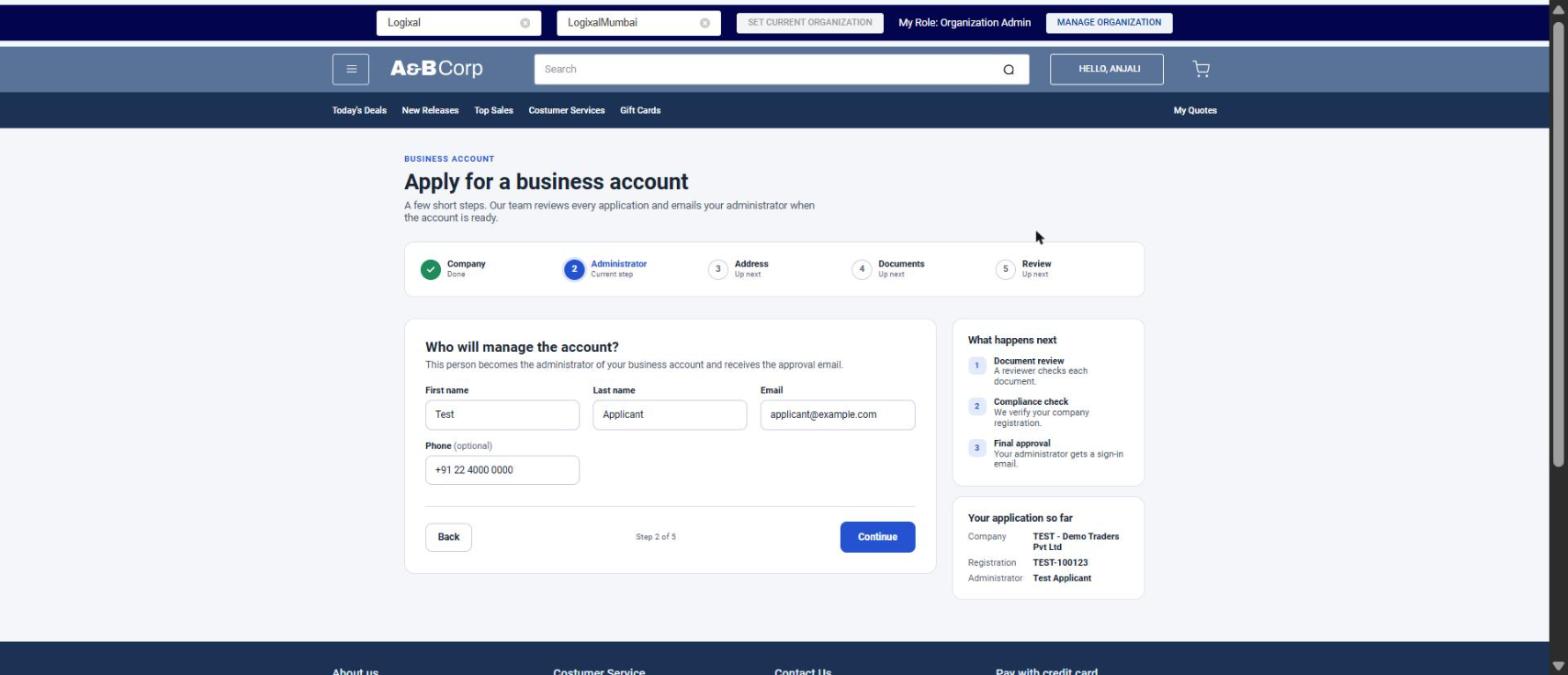 Logixal LogixalMumbai SET CURRENT ORGANIZATION My Role: Organization Admin MANAGE ORGANIZATION
A&B Corp Search HELLO, ANJALI
Today's Deals New Releases Top Sales Costumer Services Gift Cards My Quotes
BUSINESS ACCOUNT
Apply for a business account
A few short steps. Our team reviews every application and emails your administrator when
the account is ready.
Company
Done
2 Administrator
Current step
3 Address
Up next
4 Documents
Up next
5 Review
Up next
Who will manage the account?
This person becomes the administrator of your business account and receives the approval email.
First name Last name Email
Test Applicant applicant@example.com
Phone (optional)
+91 22 4000 0000
Back Step 2 of 5 Continue
What happens next
1 Document review
A reviewer checks each
document.
2 Compliance check
We verify your company
registration.
3 Final approval
Your administrator gets a sign-in
email.
Your application so far
Company TEST - Demo Traders
Pvt Ltd
Registration TEST-100123
Administrator Test Applicant
About us Costumer Service Contact Us Pay with credit card